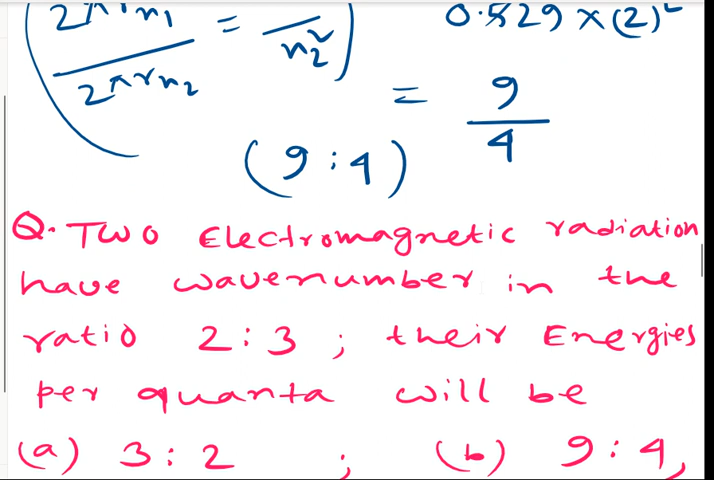 2πrn₁ / 2πrn₂ = / n₂² ) 0.529 × (2)²
= 9/4
(9:4)
Q. Two Electromagnetic radiation
have wavenumber in the
ratio 2:3 ; their Energies
per quanta will be
(a) 3:2 ; (b) 9:4,